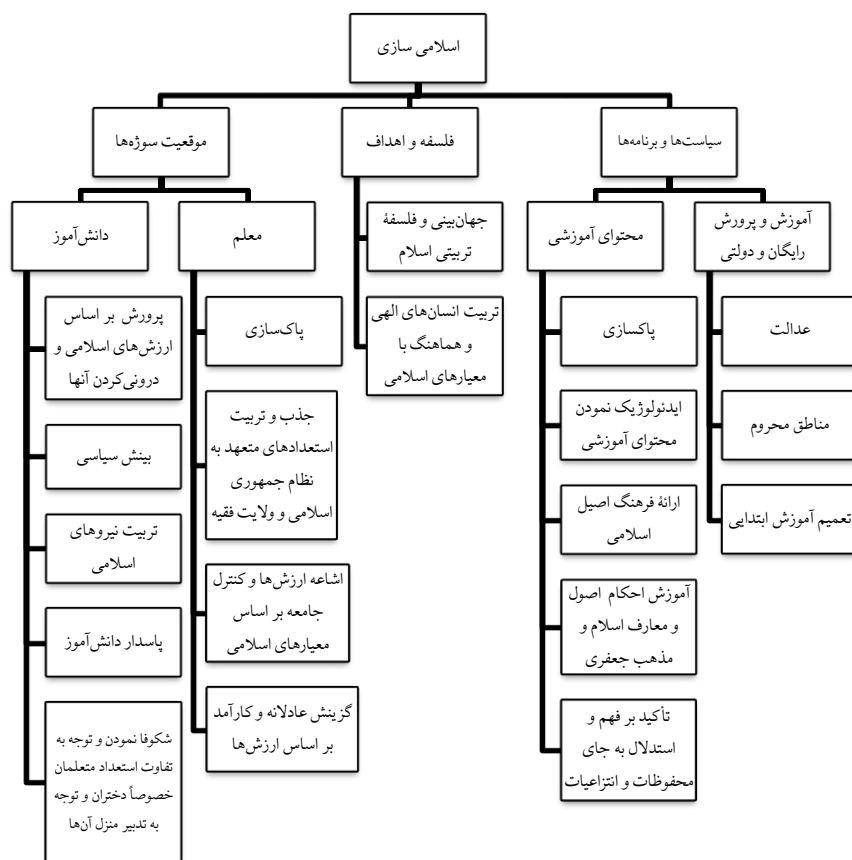 اسلامی سازی
سیاست‌ها و برنامه‌ها
فلسفه و اهداف
موقعیت سوژه‌ها
آموزش و پرورش
رایگان و دولتی
عدالت
مناطق محروم
تعمیم آموزش ابتدایی
محتوای آموزشی
پاکسازی
ایدئولوژیک نمودن
محتوای آموزشی
ارائهٔ فرهنگ اصیل
اسلامی
آموزش احکام اصول
و معارف اسلام و
مذهب جعفری
تأکید بر فهم و
استدلال به جای
محفوظات و انتزاعیات
جهان‌بینی و فلسفهٔ
تربیتی اسلام
تربیت انسان‌های الهی
و هماهنگ با
معیارهای اسلامی
معلم
پاک‌سازی
جذب و تربیت
استعدادهای متعهد به
نظام جمهوری
اسلامی و ولایت فقیه
اشاعه ارزش‌ها و کنترل
جامعه بر اساس
معیارهای اسلامی
گزینش عادلانه و کارآمد
بر اساس ارزش‌ها
دانش‌آموز
پرورش بر اساس
ارزش‌های اسلامی و
درونی‌کردن آنها
بینش سیاسی
تربیت نیروهای
اسلامی
پاسدار دانش‌آموز
شکوفا نمودن و توجه به
تفاوت استعداد متعلمان
خصوصاً دختران و توجه
به تدبیر منزل آن‌ها